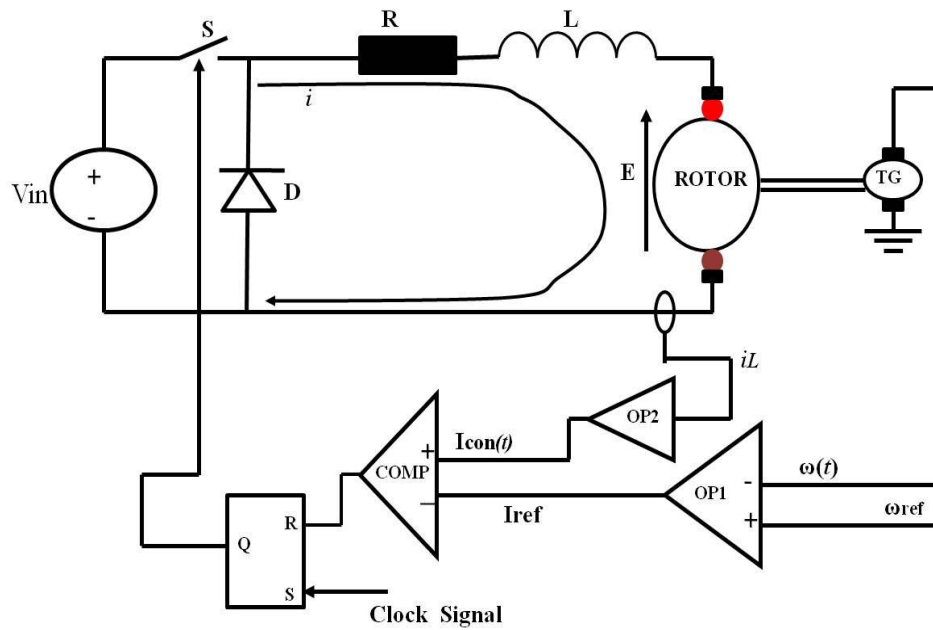 S
R
L
i
Vin
+
-
D
E
ROTOR
TG
iL
OP2
Icon(t)
+
COMP
−
Iref
OP1
-
+
ω(t)
ωref
R
Q
S
Clock Signal